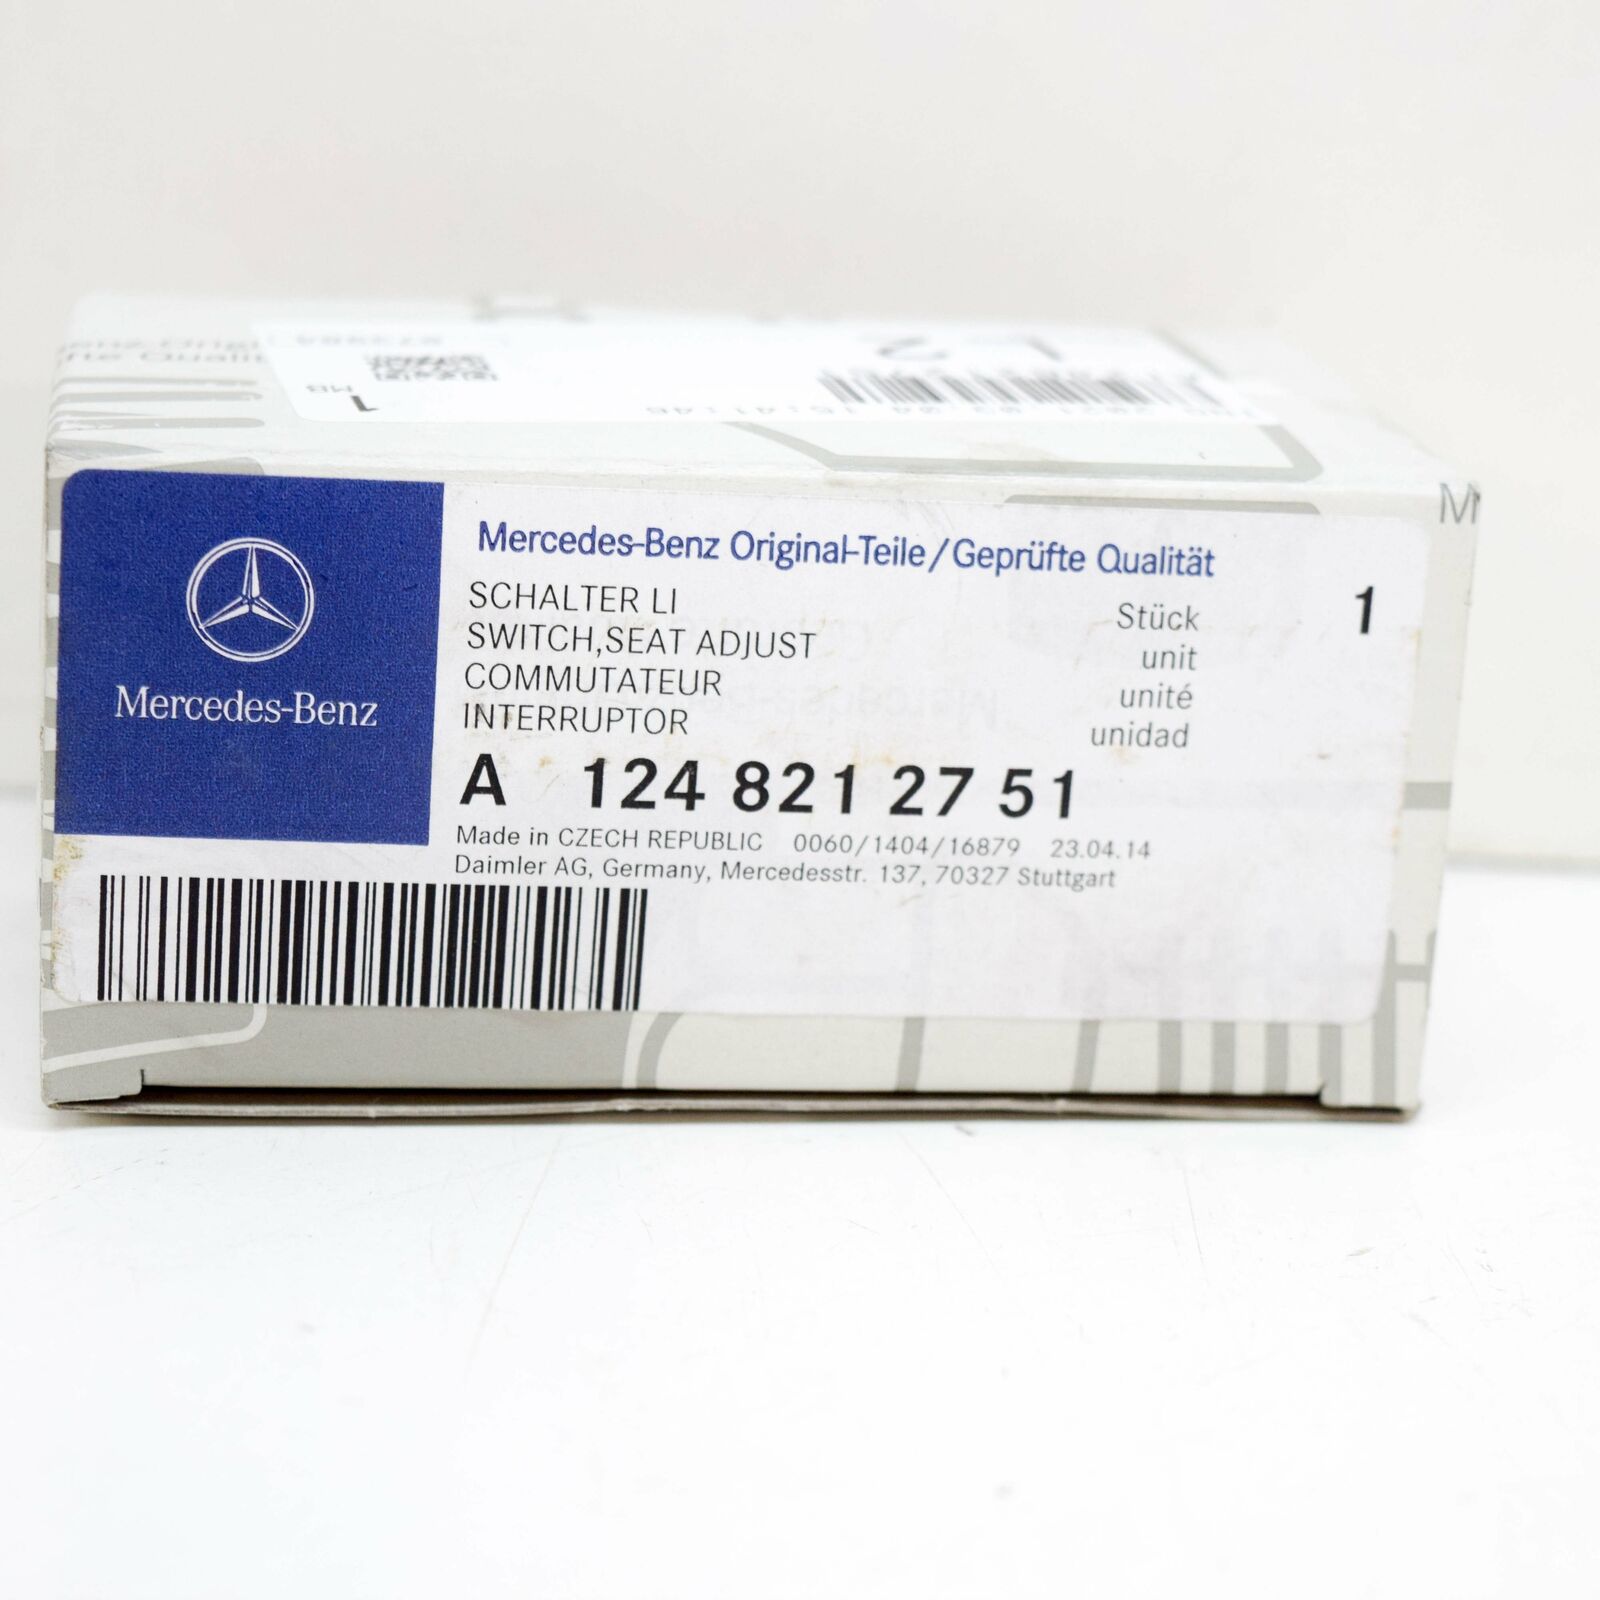 Mercedes-Benz
Mercedes-Benz Original-Teile/Geprüfte Qualität
SCHALTER LI
SWITCH,SEAT ADJUST
COMMUTATEUR
INTERRUPTOR
Stück 1
unit
unité
unidad
A 124 821 27 51
Made in CZECH REPUBLIC 0060/1404/16879 23.04.14
Daimler AG, Germany, Mercedesstr. 137, 70327 Stuttgart
1
MB
M